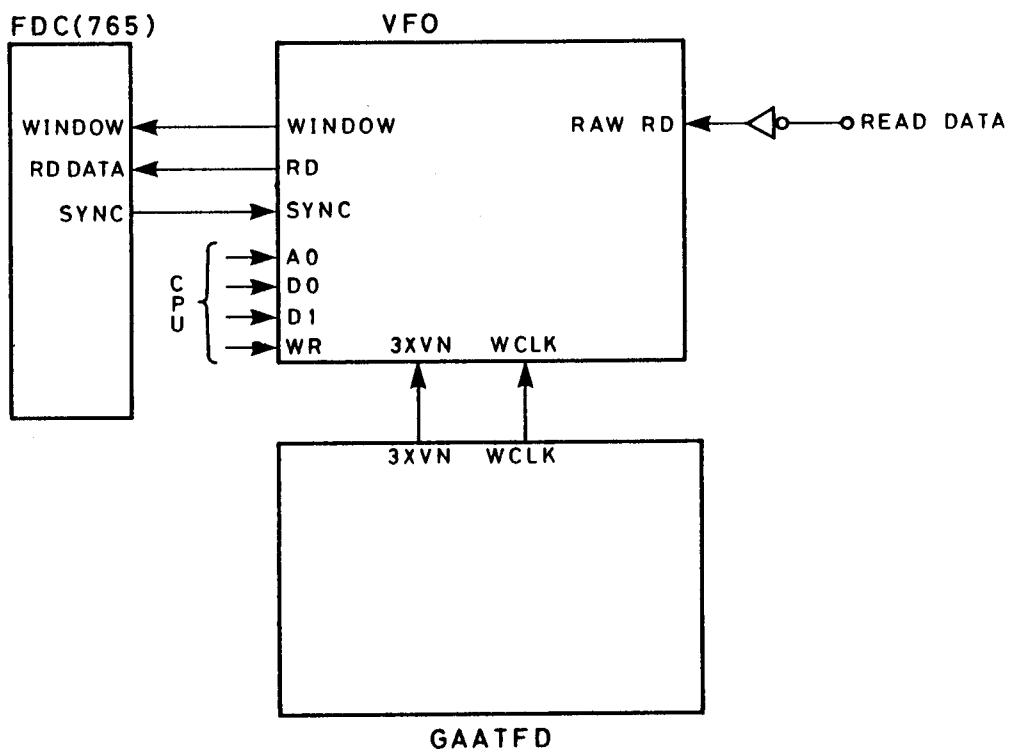 FDC(765)
VFO
WINDOW
WINDOW
RAW RD
READ DATA
RD DATA
RD
SYNC
SYNC
CPU
A0
D0
D1
WR
3XVN
WCLK
3XVN
WCLK
GAATFD